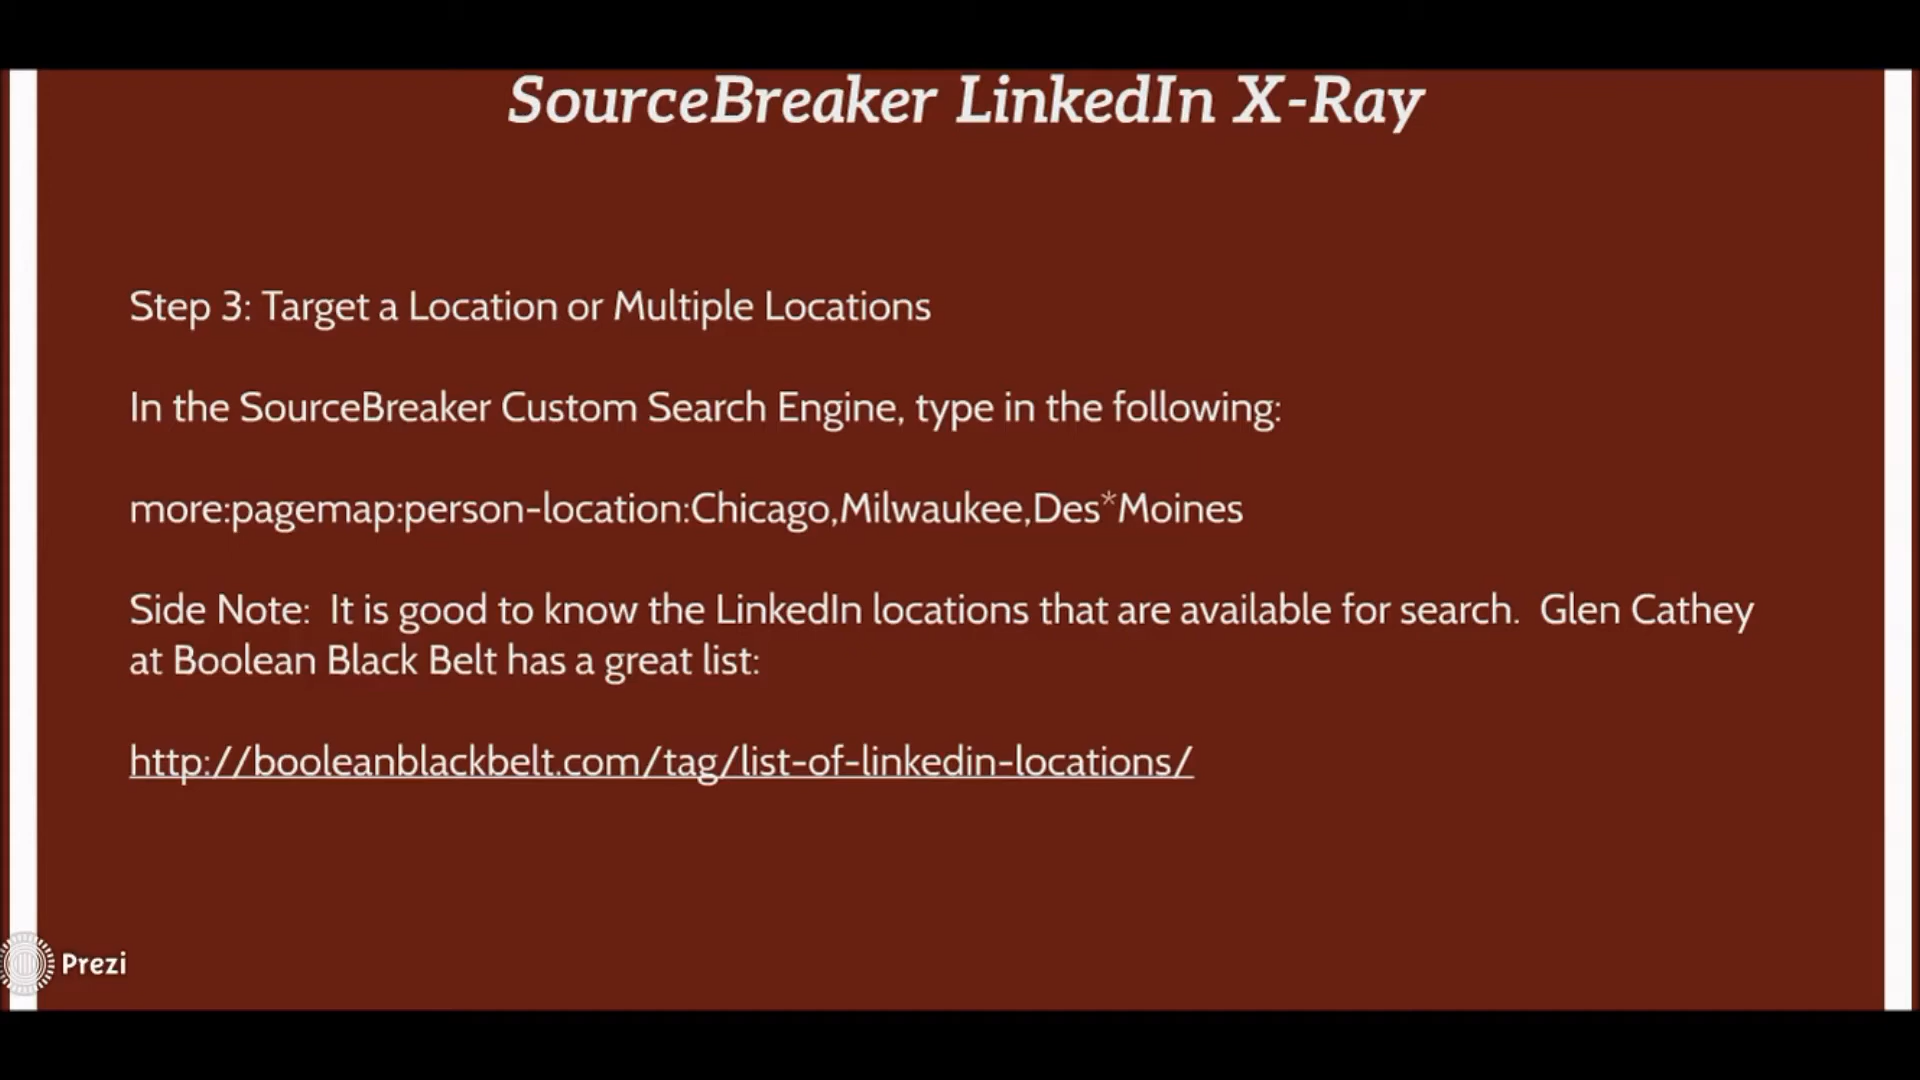 SourceBreaker LinkedIn X-Ray
Step 3: Target a Location or Multiple Locations
In the SourceBreaker Custom Search Engine, type in the following:
more:pagemap:person-location:Chicago,Milwaukee,Des*Moines
Side Note:  It is good to know the LinkedIn locations that are available for search.  Glen Cathey
at Boolean Black Belt has a great list:
http://booleanblackbelt.com/tag/list-of-linkedin-locations/
Prezi